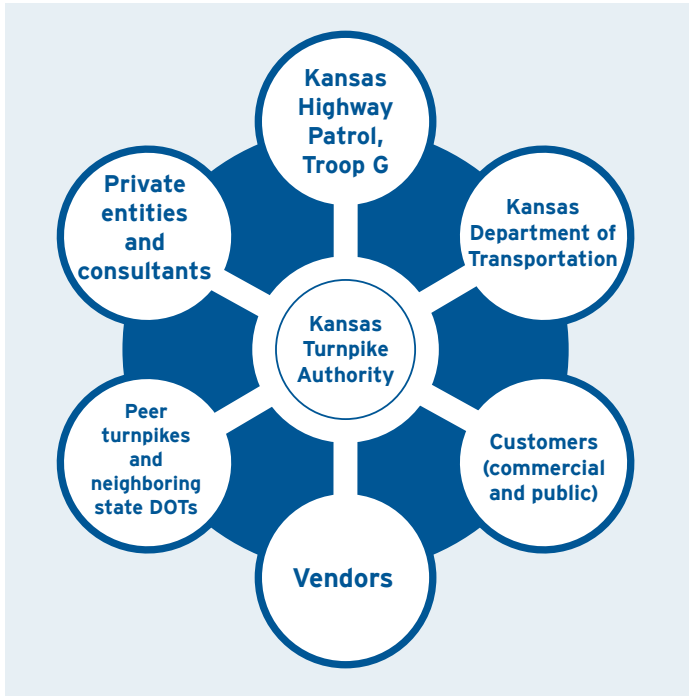 Kansas
Highway
Patrol,
Troop G
Private
entities
and
consultants
Kansas
Department of
Transportation
Kansas
Turnpike
Authority
Peer
turnpikes
and
neighboring
state DOTs
Customers
(commercial
and public)
Vendors